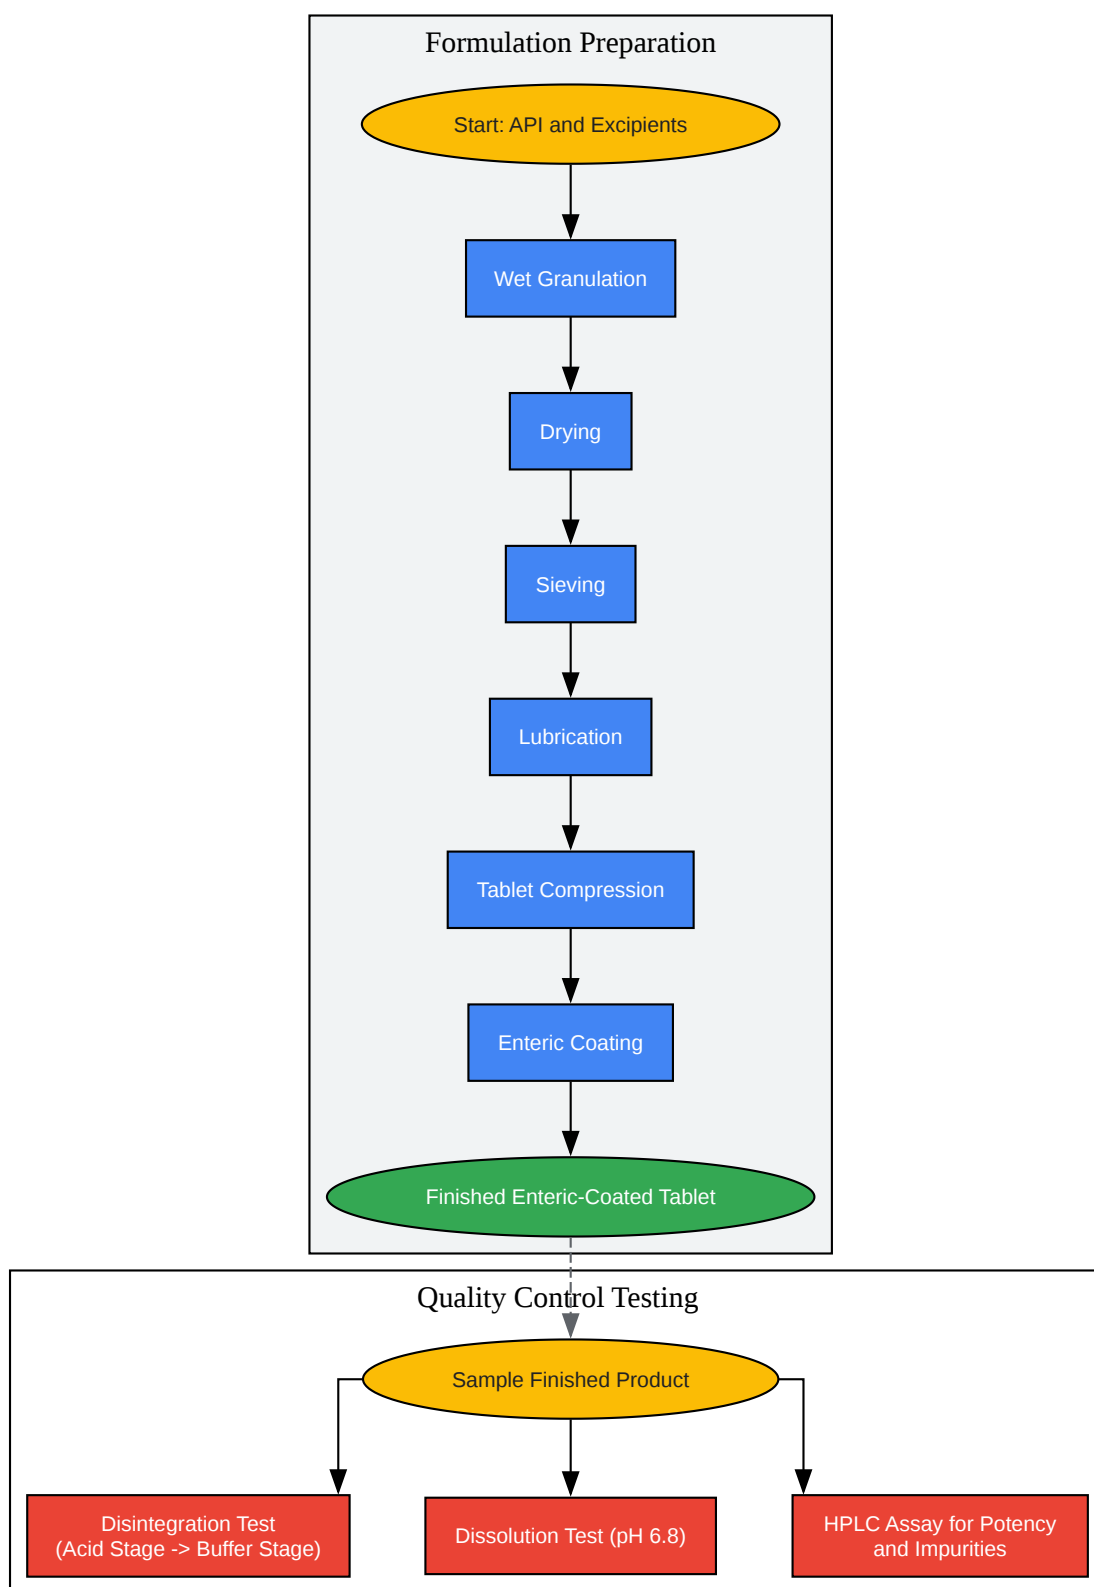 Formulation Preparation
Start: API and Excipients
Wet Granulation
Drying
Sieving
Lubrication
Tablet Compression
Enteric Coating
Finished Enteric-Coated Tablet
Quality Control Testing
Sample Finished Product
Disintegration Test
(Acid Stage -> Buffer Stage)
Dissolution Test (pH 6.8)
HPLC Assay for Potency
and Impurities